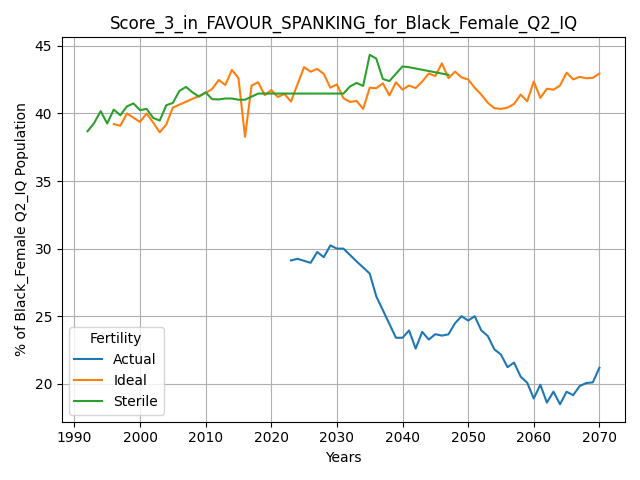 Score_3_in_FAVOUR_SPANKING_for_Black_Female_Q2_IQ
% of Black_Female Q2_IQ Population
45
40
35
30
25
20
Fertility
Actual
Ideal
Sterile
1990 2000 2010 2020 2030 2040 2050 2060 2070
Years